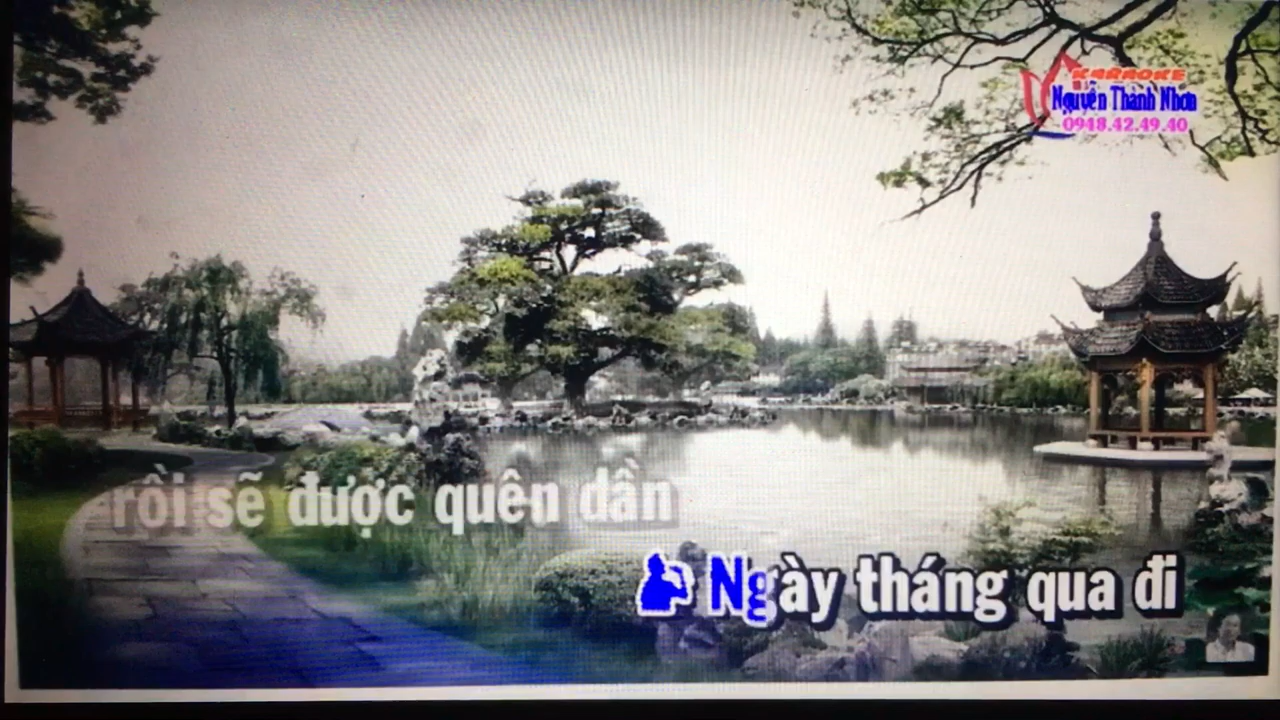 KARAOKE
Nguyễn Thành Nhơn
0948.42.49.40
rồi sẽ được quên dần
Ngày tháng qua đi